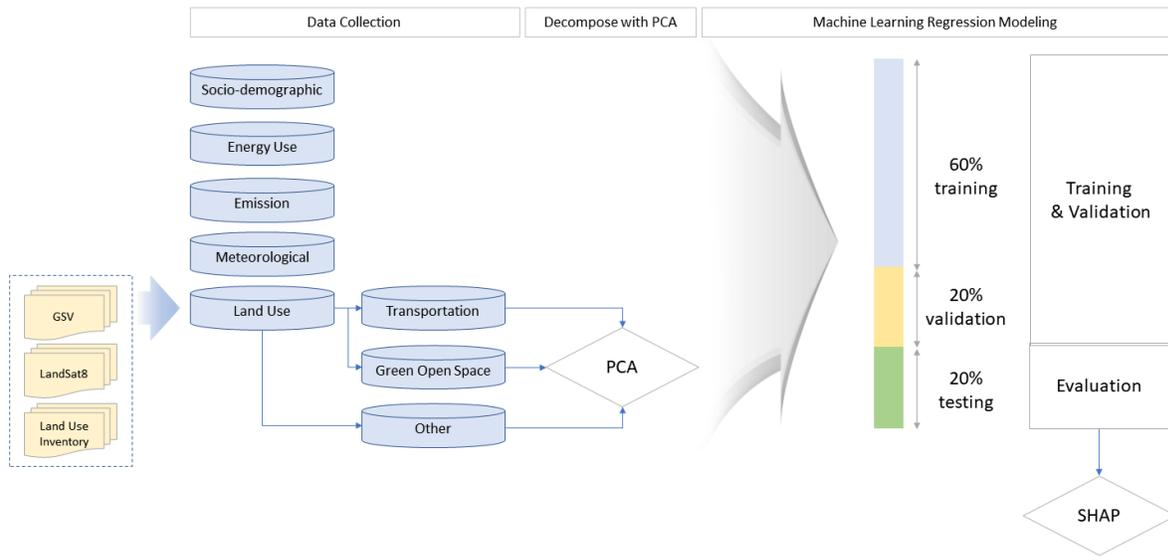 Data Collection
Decompose with PCA
Machine Learning Regression Modeling
Socio-demographic
Energy Use
Emission
Meteorological
Land Use
GSV
LandSat8
Land Use
Inventory
Transportation
Green Open Space
Other
PCA
60%
training
20%
validation
20%
testing
Training
& Validation
Evaluation
SHAP